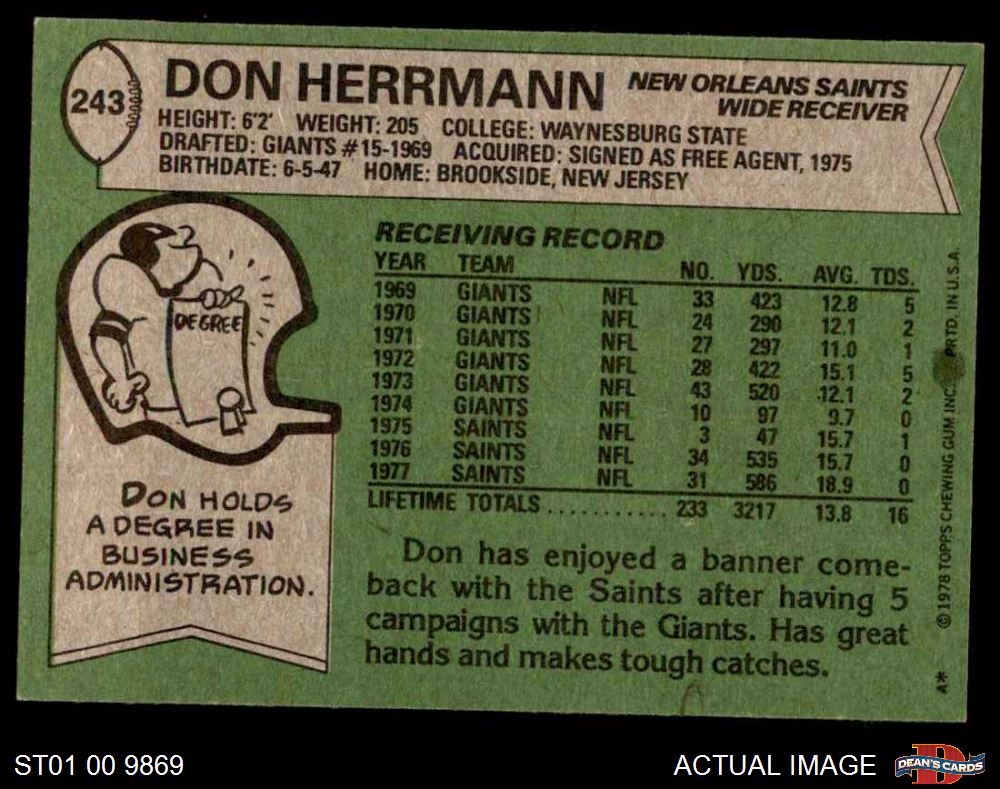 243
DON HERRMANN
NEW ORLEANS SAINTS
WIDE RECEIVER
HEIGHT: 6'2' WEIGHT: 205 COLLEGE: WAYNESBURG STATE
DRAFTED: GIANTS #15-1969 ACQUIRED: SIGNED AS FREE AGENT, 1975
BIRTHDATE: 6-5-47 HOME: BROOKSIDE, NEW JERSEY
DEGREE
DON HOLDS
A DEGREE IN
BUSINESS
ADMINISTRATION.
RECEIVING RECORD
YEAR TEAM NO. YDS. AVG. TDS.
1969 GIANTS NFL 33 423 12.8 5
1970 GIANTS NFL 24 290 12.1 2
1971 GIANTS NFL 27 297 11.0 1
1972 GIANTS NFL 28 422 15.1 5
1973 GIANTS NFL 43 520 12.1 2
1974 GIANTS NFL 10 97 9.7 0
1975 SAINTS NFL 3 47 15.7 1
1976 SAINTS NFL 34 535 15.7 0
1977 SAINTS NFL 31 586 18.9 0
LIFETIME TOTALS ........... 233 3217 13.8 16
Don has enjoyed a banner come-
back with the Saints after having 5
campaigns with the Giants. Has great
hands and makes tough catches.
A* © 1978 TOPPS CHEWING GUM INC. PRTD. IN U.S.A.
ST01 00 9869
ACTUAL IMAGE
D
DEAN'S CARDS